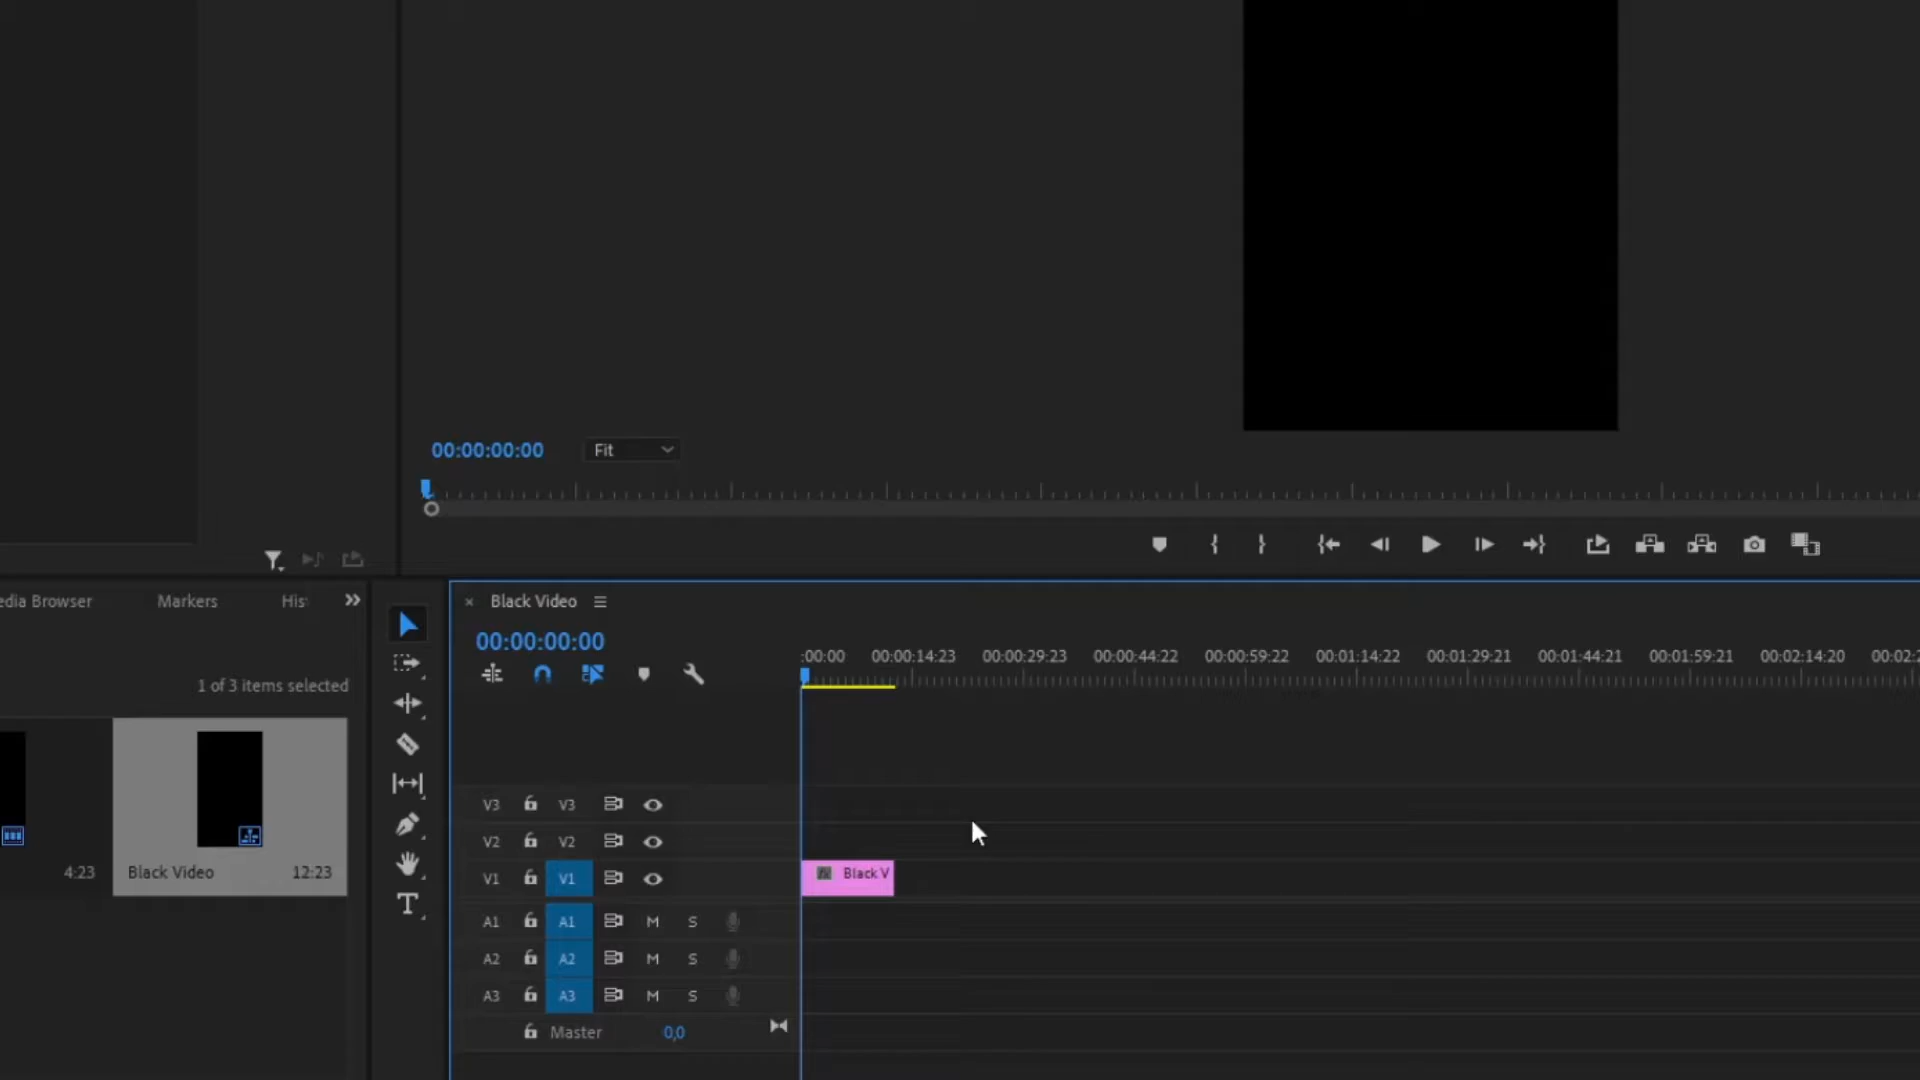 00:00:00:00 Fit
edia Browser Markers His
Black Video
00:00:00:00
:00:00 00:00:14:23 00:00:29:23 00:00:44:22 00:00:59:22 00:01:14:22 00:01:29:21 00:01:44:21 00:01:59:21 00:02:14:20 00:02:2
1 of 3 items selected
4:23
Black Video 12:23
V3 V3
V2 V2
V1 V1
fx Black V
A1 A1 M S
A2 A2 M S
A3 A3 M S
Master 0,0
T